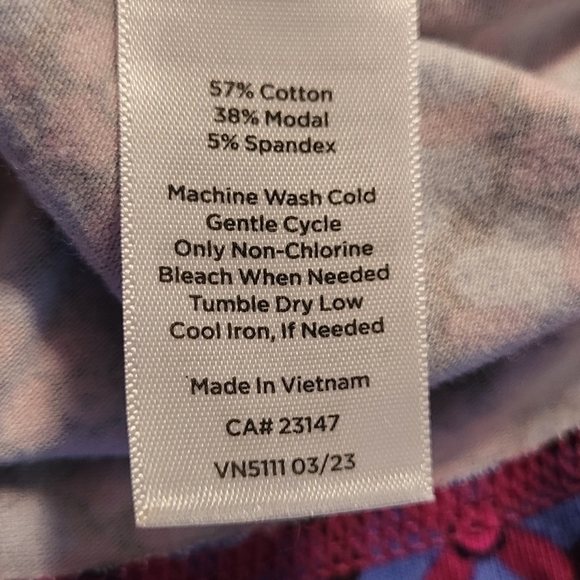 57% Cotton
38% Modal
5% Spandex
Machine Wash Cold
Gentle Cycle
Only Non-Chlorine
Bleach When Needed
Tumble Dry Low
Cool Iron, If Needed
Made In Vietnam
CA# 23147
VN5111 03/23